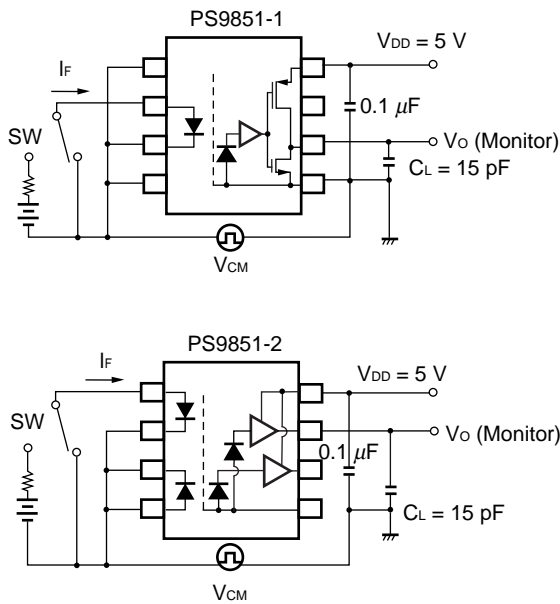 PS9851-1
VDD = 5 V
IF
0.1 μF
SW
VO (Monitor)
CL = 15 pF
VCM
PS9851-2
VDD = 5 V
IF
SW
VO (Monitor)
0.1 μF
CL = 15 pF
VCM